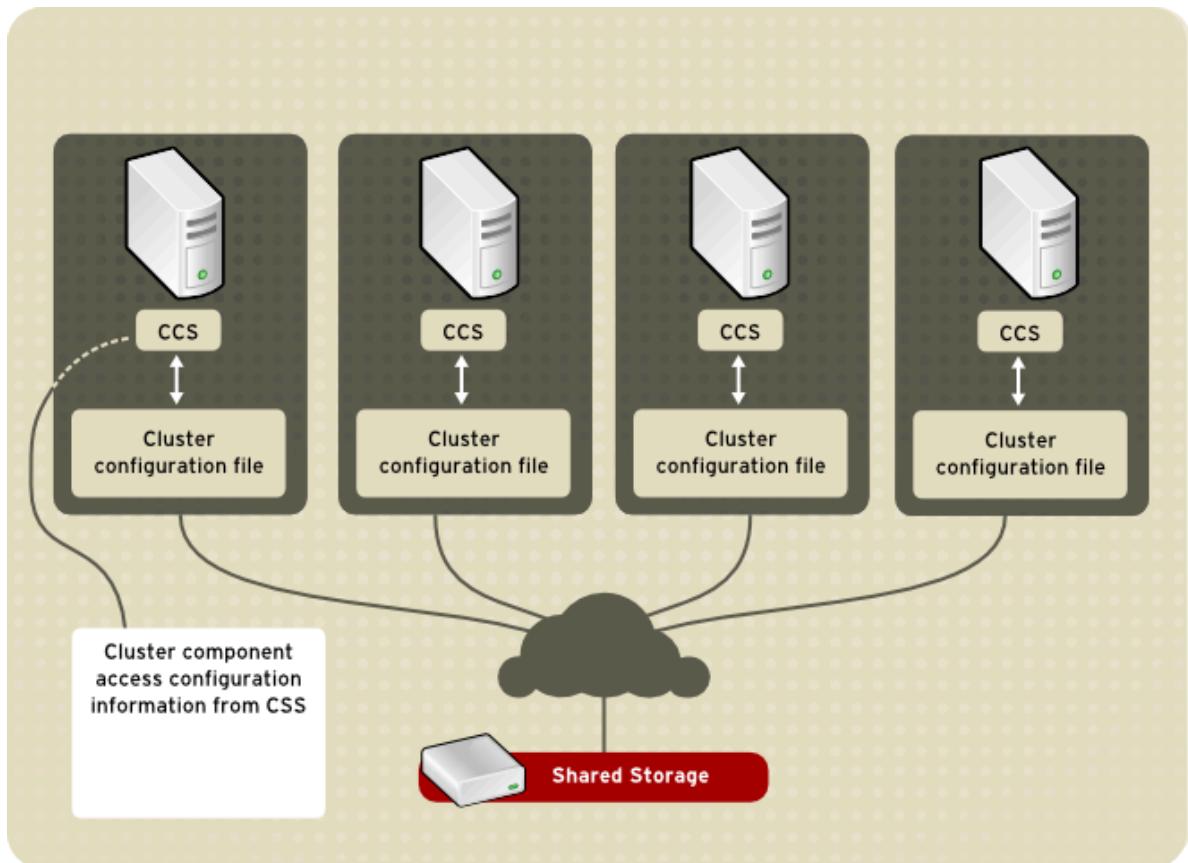 CCS
CCS
CCS
CCS
Cluster
configuration file
Cluster
configuration file
Cluster
configuration file
Cluster
configuration file
Cluster component
access configuration
information from CSS
Shared Storage